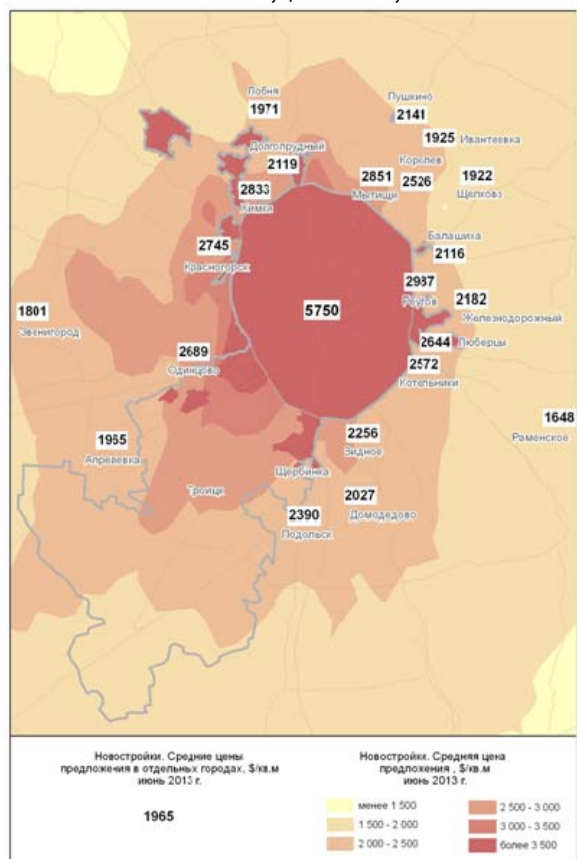 Лобня
1971
Пушкино
2141
1925
Ивантеевка
Долгопрудный
2119
Королев
2851
2526
1922
Мытищи
Щелково
2833
Химки
Балашиха
2116
2745
Красногорск
2937
Реутов
2182
Железнодорожный
1801
Звенигород
5750
2689
Одинцово
2644
Люберцы
2572
Котельники
1648
Раменское
1965
Апрелевка
2256
Видное
Щербинка
Троицк
2027
Домодедово
2390
Подольск
Новостройки. Средние цены
предложения в отдельных городах, $/кв.м
июнь 2013 г.
1965
Новостройки. Средняя цена
предложения , $/кв.м
июнь 2013 г.
менее 1 500
1 500 - 2 000
2 000 - 2 500
2 500 - 3 000
3 000 - 3 500
более 3 500